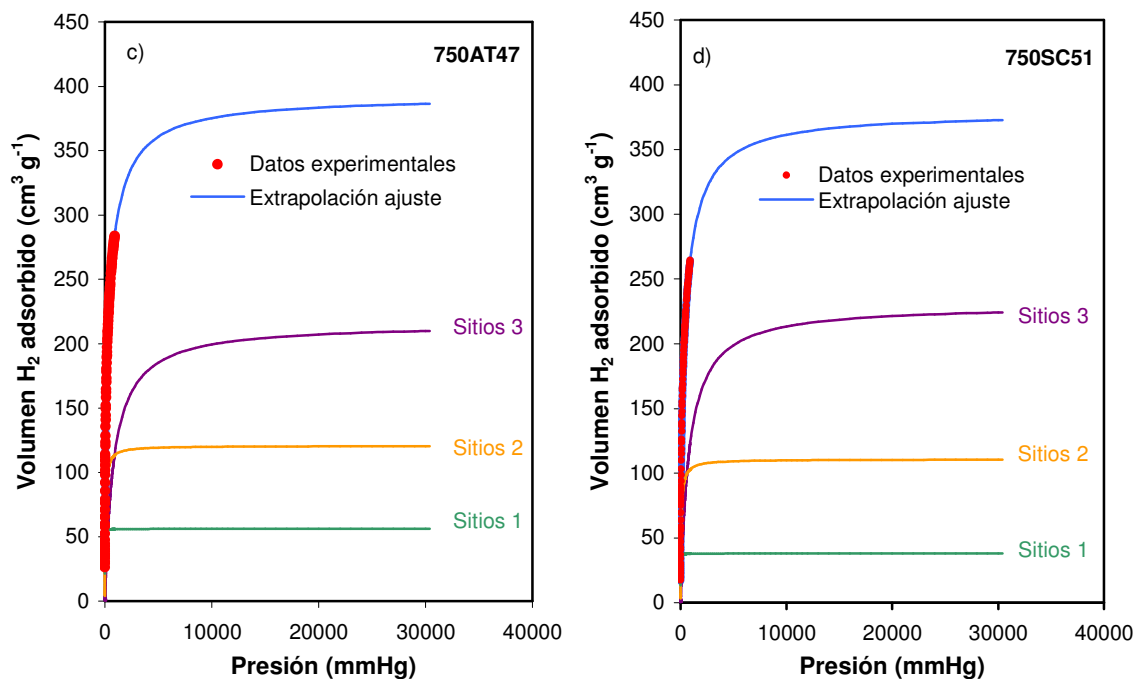 c)
750AT47
Volumen H₂ adsorbido (cm³ g⁻¹)
450
400
350
300
250
200
150
100
50
0
Datos experimentales
Extrapolación ajuste
Sitios 3
Sitios 2
Sitios 1
0 10000 20000 30000 40000
Presión (mmHg)
d)
750SC51
Volumen H₂ adsorbido (cm³ g⁻¹)
450
400
350
300
250
200
150
100
50
0
Datos experimentales
Extrapolación ajuste
Sitios 3
Sitios 2
Sitios 1
0 10000 20000 30000 40000
Presión (mmHg)